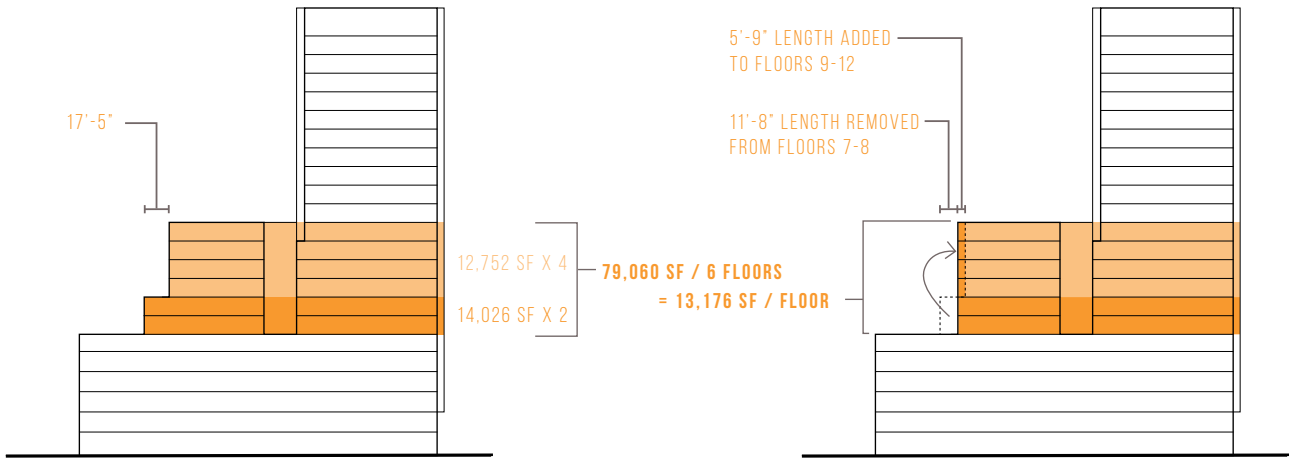 17'-5"
12,752 SF X 4
14,026 SF X 2
79,060 SF / 6 FLOORS
= 13,176 SF / FLOOR
5'-9" LENGTH ADDED
TO FLOORS 9-12
11'-8" LENGTH REMOVED
FROM FLOORS 7-8